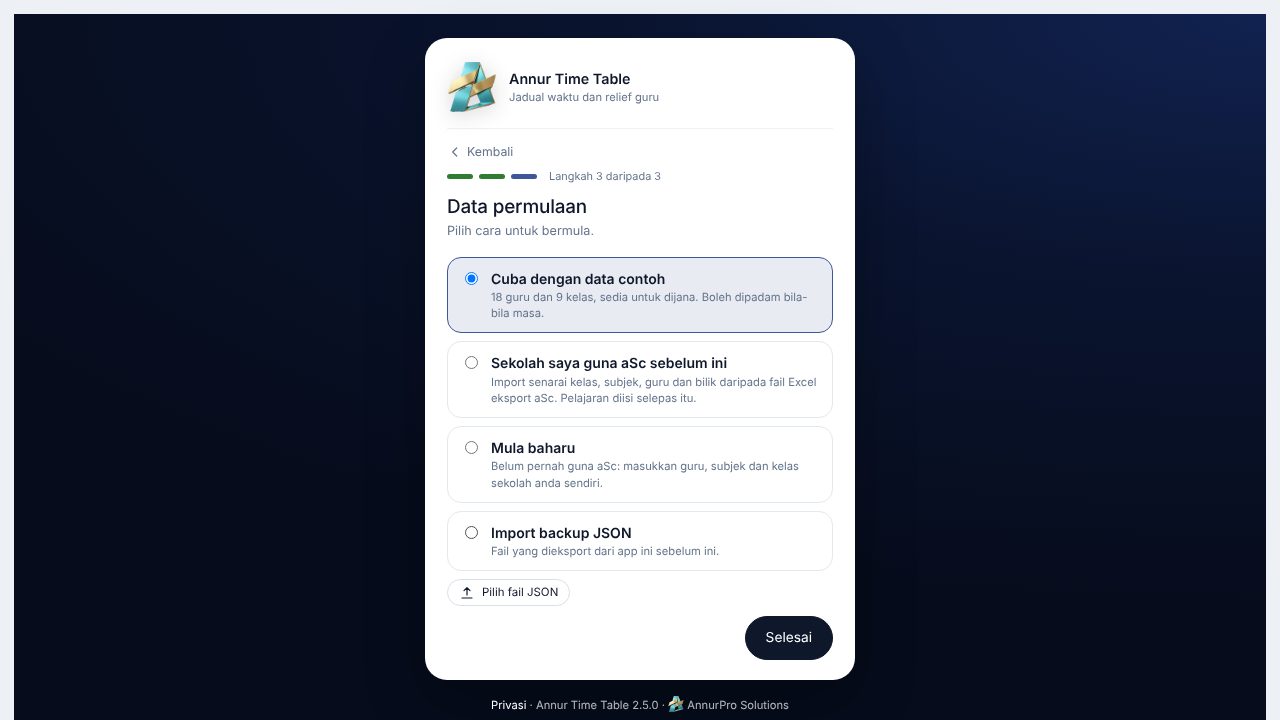 Annur Time Table
Jadual waktu dan relief guru
Kembali
Langkah 3 daripada 3
Data permulaan
Pilih cara untuk bermula.
Cuba dengan data contoh
18 guru dan 9 kelas, sedia untuk dijana. Boleh dipadam bila-
bila masa.
Sekolah saya guna aSc sebelum ini
Import senarai kelas, subjek, guru dan bilik daripada fail Excel
eksport aSc. Pelajaran diisi selepas itu.
Mula baharu
Belum pernah guna aSc: masukkan guru, subjek dan kelas
sekolah anda sendiri.
Import backup JSON
Fail yang dieksport dari app ini sebelum ini.
Pilih fail JSON
Selesai
Privasi · Annur Time Table 2.5.0 · AnnurPro Solutions